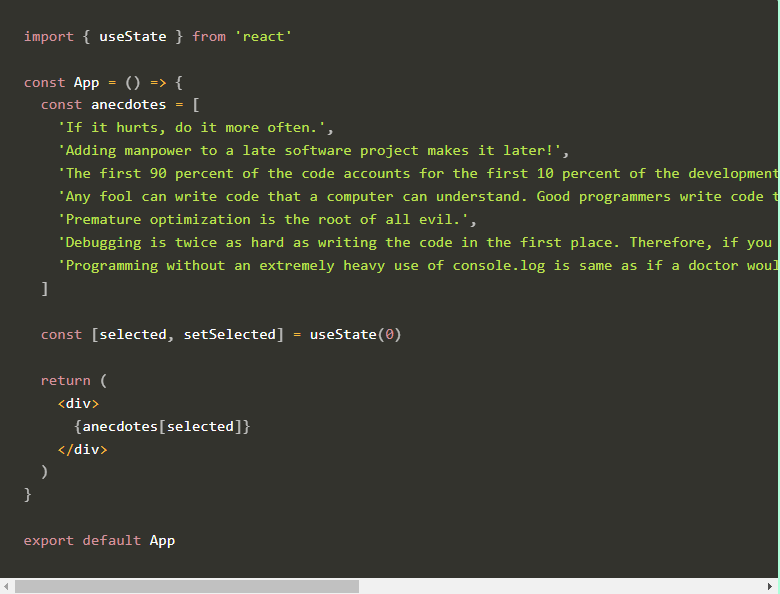 import { useState } from 'react'
const App = () => {
const anecdotes = [
'If it hurts, do it more often.',
'Adding manpower to a late software project makes it later!',
'The first 90 percent of the code accounts for the first 10 percent of the development
'Any fool can write code that a computer can understand. Good programmers write code
'Premature optimization is the root of all evil.',
'Debugging is twice as hard as writing the code in the first place. Therefore, if you
'Programming without an extremely heavy use of console.log is same as if a doctor
]
const [selected, setSelected] = useState(0)
return (
<div>
{anecdotes[selected]}
</div>
)
}
export default App